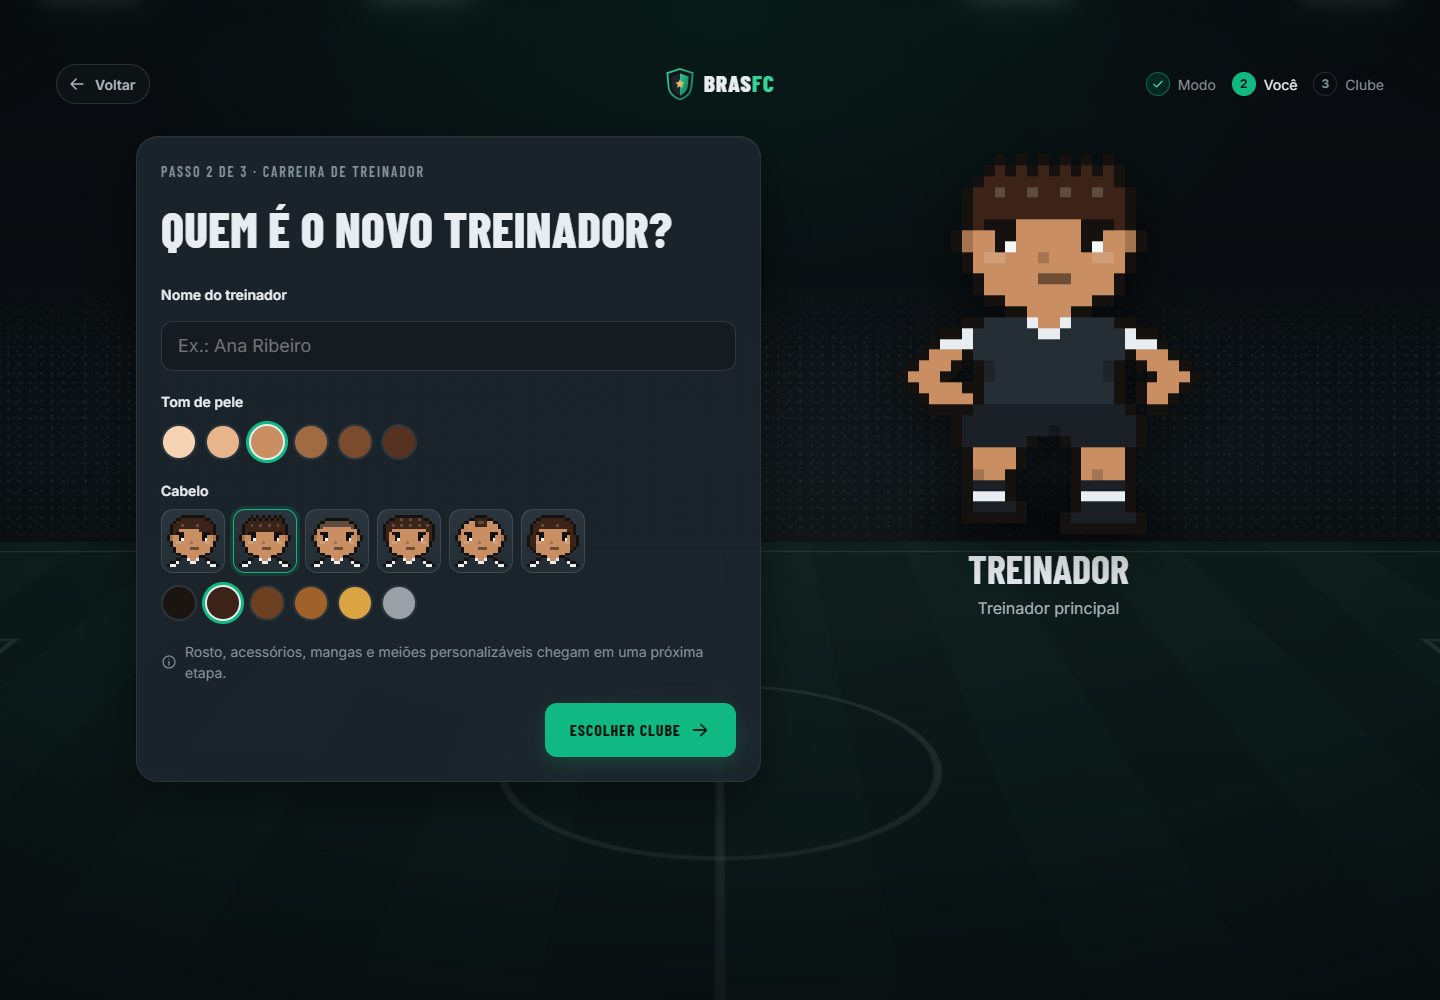 Voltar
BRASFC
Modo
2 Você
3 Clube
PASSO 2 DE 3 · CARREIRA DE TREINADOR
QUEM É O NOVO TREINADOR?
Nome do treinador
Ex.: Ana Ribeiro
Tom de pele
Cabelo
Rosto, acessórios, mangas e meiões personalizáveis chegam em uma próxima
etapa.
ESCOLHER CLUBE
TREINADOR
Treinador principal